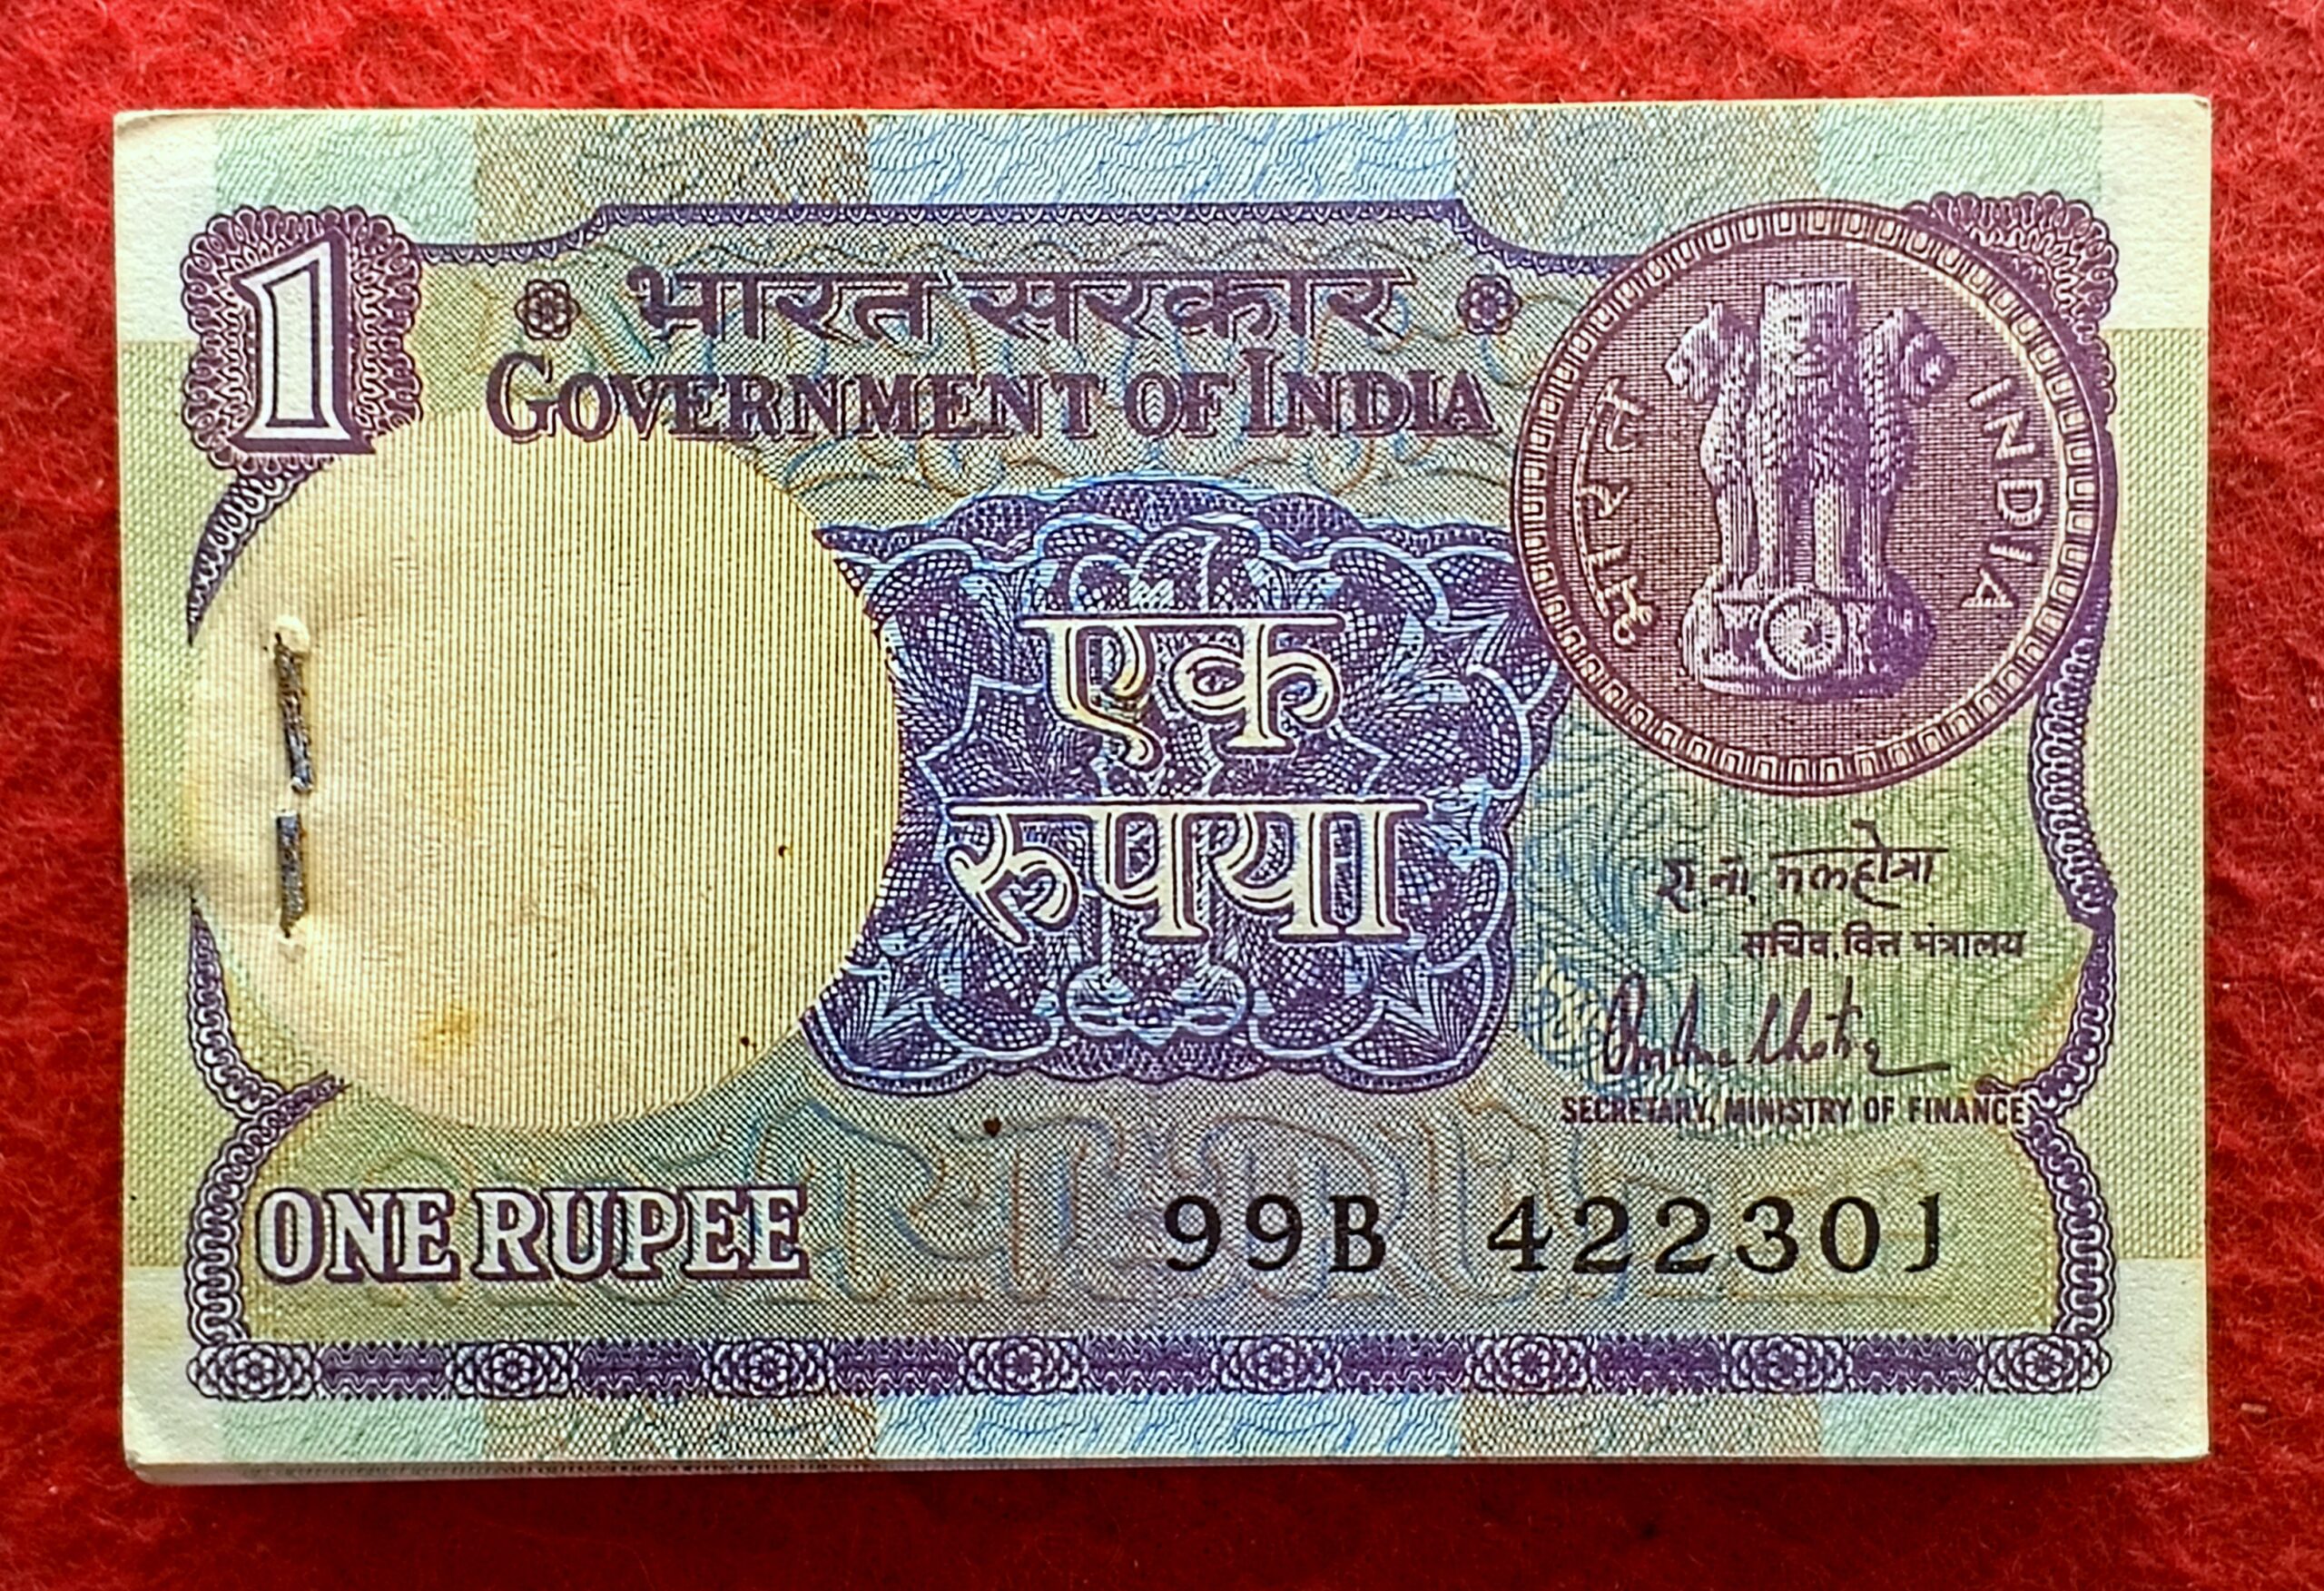 1
भारत सरकार
GOVERNMENT OF INDIA
भारत
INDIA
एक
रुपया
रा. ना. मलहोत्रा
सचिव, वित्त मंत्रालय
SECRETARY, MINISTRY OF FINANCE
ONE RUPEE
99B 422301